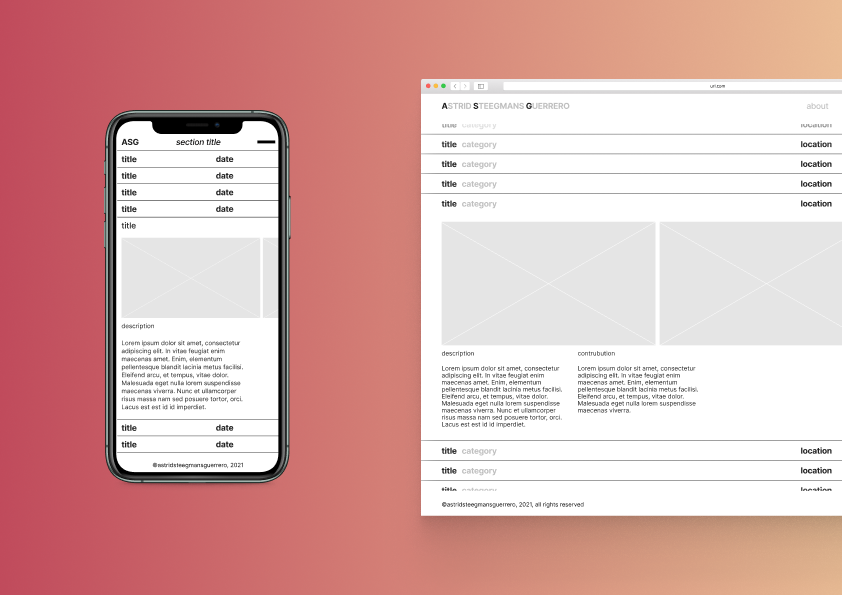 ASG section title
title date
title date
title date
title date
title
description
Lorem ipsum dolor sit amet, consectetur
adipiscing elit. In vitae feugiat enim
maecenas amet. Enim, elementum
pellentesque blandit lacinia metus facilisi.
Eleifend arcu, et tempus, vitae dolor.
Malesuada eget nulla lorem suspendisse
maecenas viverra. Nunc et ullamcorper
risus massa nam sed posuere tortor, orci.
Lacus est est id id imperdiet.
title date
title date
©astridsteegmansguerrero, 2021
url.com
ASTRID STEEGMANS GUERRERO about
title category location
title category location
title category location
title category location
title category location
description
Lorem ipsum dolor sit amet, consectetur
adipiscing elit. In vitae feugiat enim
maecenas amet. Enim, elementum
pellentesque blandit lacinia metus facilisi.
Eleifend arcu, et tempus, vitae dolor.
Malesuada eget nulla lorem suspendisse
maecenas viverra. Nunc et ullamcorper
risus massa nam sed posuere tortor, orci.
Lacus est est id id imperdiet.
contrubution
Lorem ipsum dolor sit amet, consectetur
adipiscing elit. In vitae feugiat enim
maecenas amet. Enim, elementum
pellentesque blandit lacinia metus facilisi.
Eleifend arcu, et tempus, vitae dolor.
Malesuada eget nulla lorem suspendisse
maecenas viverra.
title category location
title category location
title category location
©astridsteegmansguerrero, 2021, all rights reserved